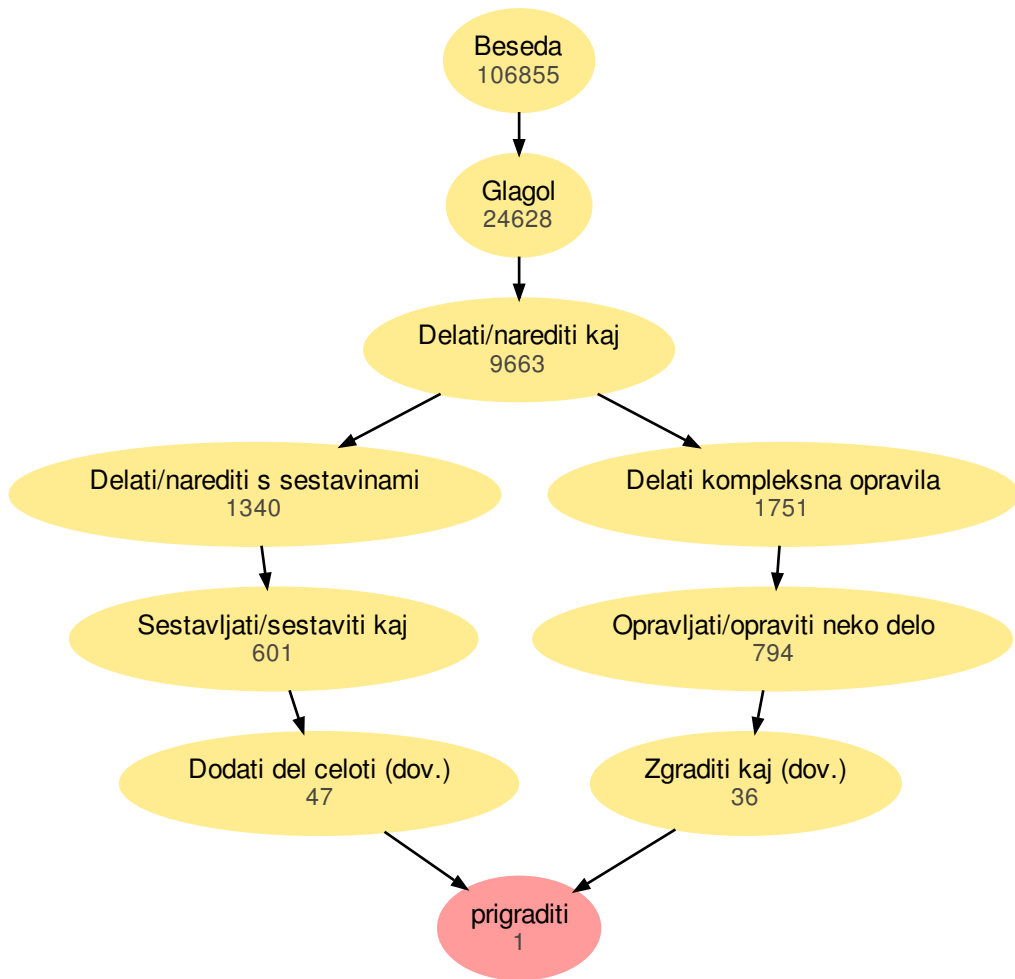 Beseda
106855
Glagol
24628
Delati/narediti kaj
9663
Delati/narediti s sestavinami
1340
Delati kompleksna opravila
1751
Sestavljati/sestaviti kaj
601
Opravljati/opraviti neko delo
794
Dodati del celoti (dov.)
47
Zgraditi kaj (dov.)
36
prigraditi
1